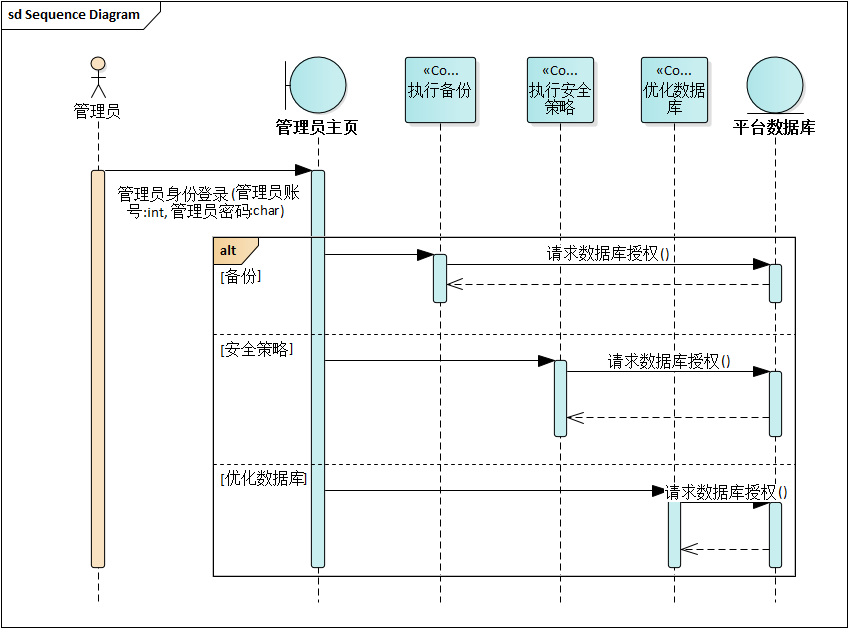 sd Sequence Diagram
管理员
管理员主页
«Co...
执行备份
«Co...
执行安全
策略
«Co...
优化数据
库
平台数据库
管理员身份登录(管理员账
号:int, 管理员密码:char)
alt
[备份]
请求数据库授权()
[安全策略]
请求数据库授权()
[优化数据库]
请求数据库授权()